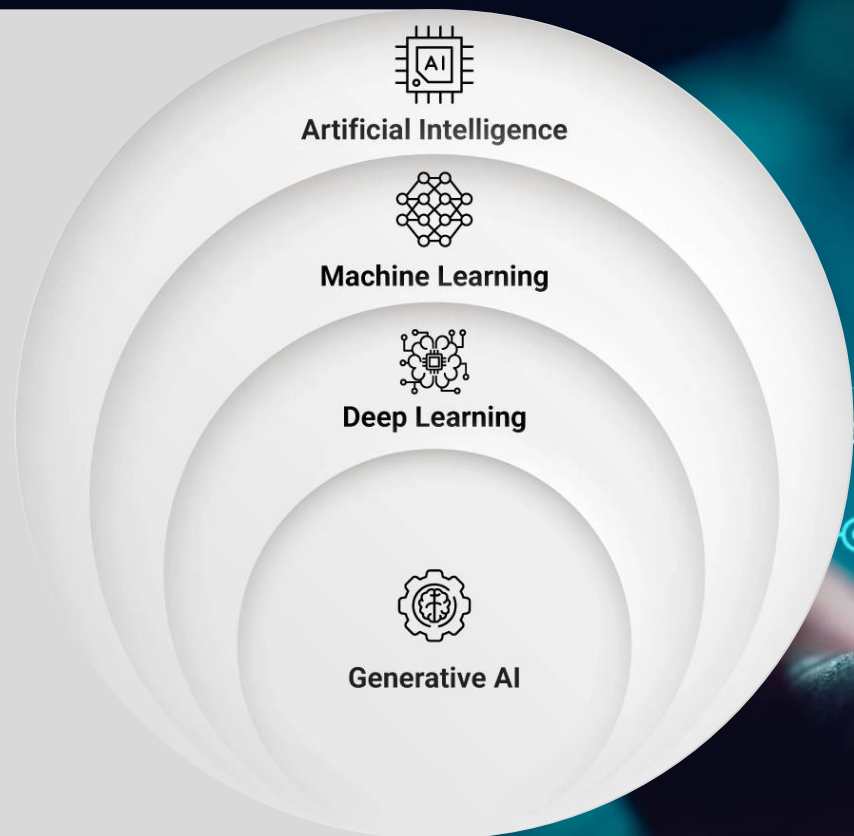 AI
Artificial Intelligence
Machine Learning
Deep Learning
Generative AI